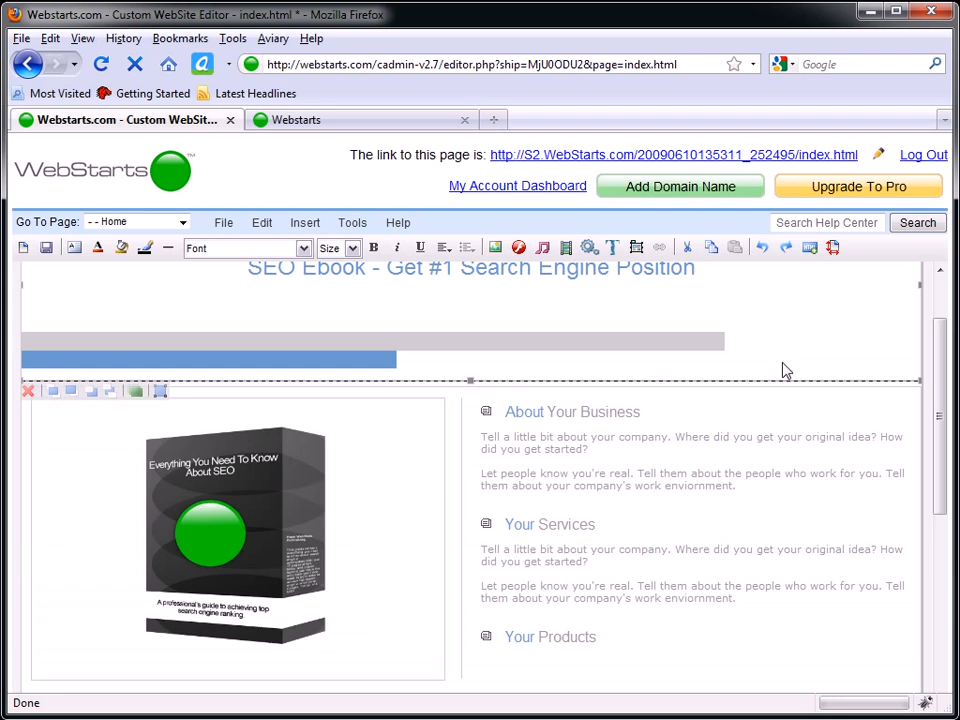 Webstarts.com - Custom WebSite Editor - index.html * - Mozilla Firefox
File Edit View History Bookmarks Tools Aviary Help
http://webstarts.com/cadmin-v2.7/editor.php?ship=MjU0ODU2&page=index.html
Google
Most Visited Getting Started Latest Headlines
Webstarts.com - Custom WebSit... Webstarts
WebStarts™
The link to this page is: http://S2.WebStarts.com/20090610135311_252495/index.html Log Out
My Account Dashboard Add Domain Name Upgrade To Pro
Go To Page: - - Home File Edit Insert Tools Help Search Help Center Search
Font Size B i U
SEO Ebook - Get #1 Search Engine Position
Everything You Need To Know
About SEO
A professional's guide to achieving top
search engine ranking.
About Your Business
Tell a little bit about your company. Where did you get your original idea? How
did you get started?
Let people know you're real. Tell them about the people who work for you. Tell
them about your company's work enviornment.
Your Services
Tell a little bit about your company. Where did you get your original idea? How
did you get started?
Let people know you're real. Tell them about the people who work for you. Tell
them about your company's work enviornment.
Your Products
Done